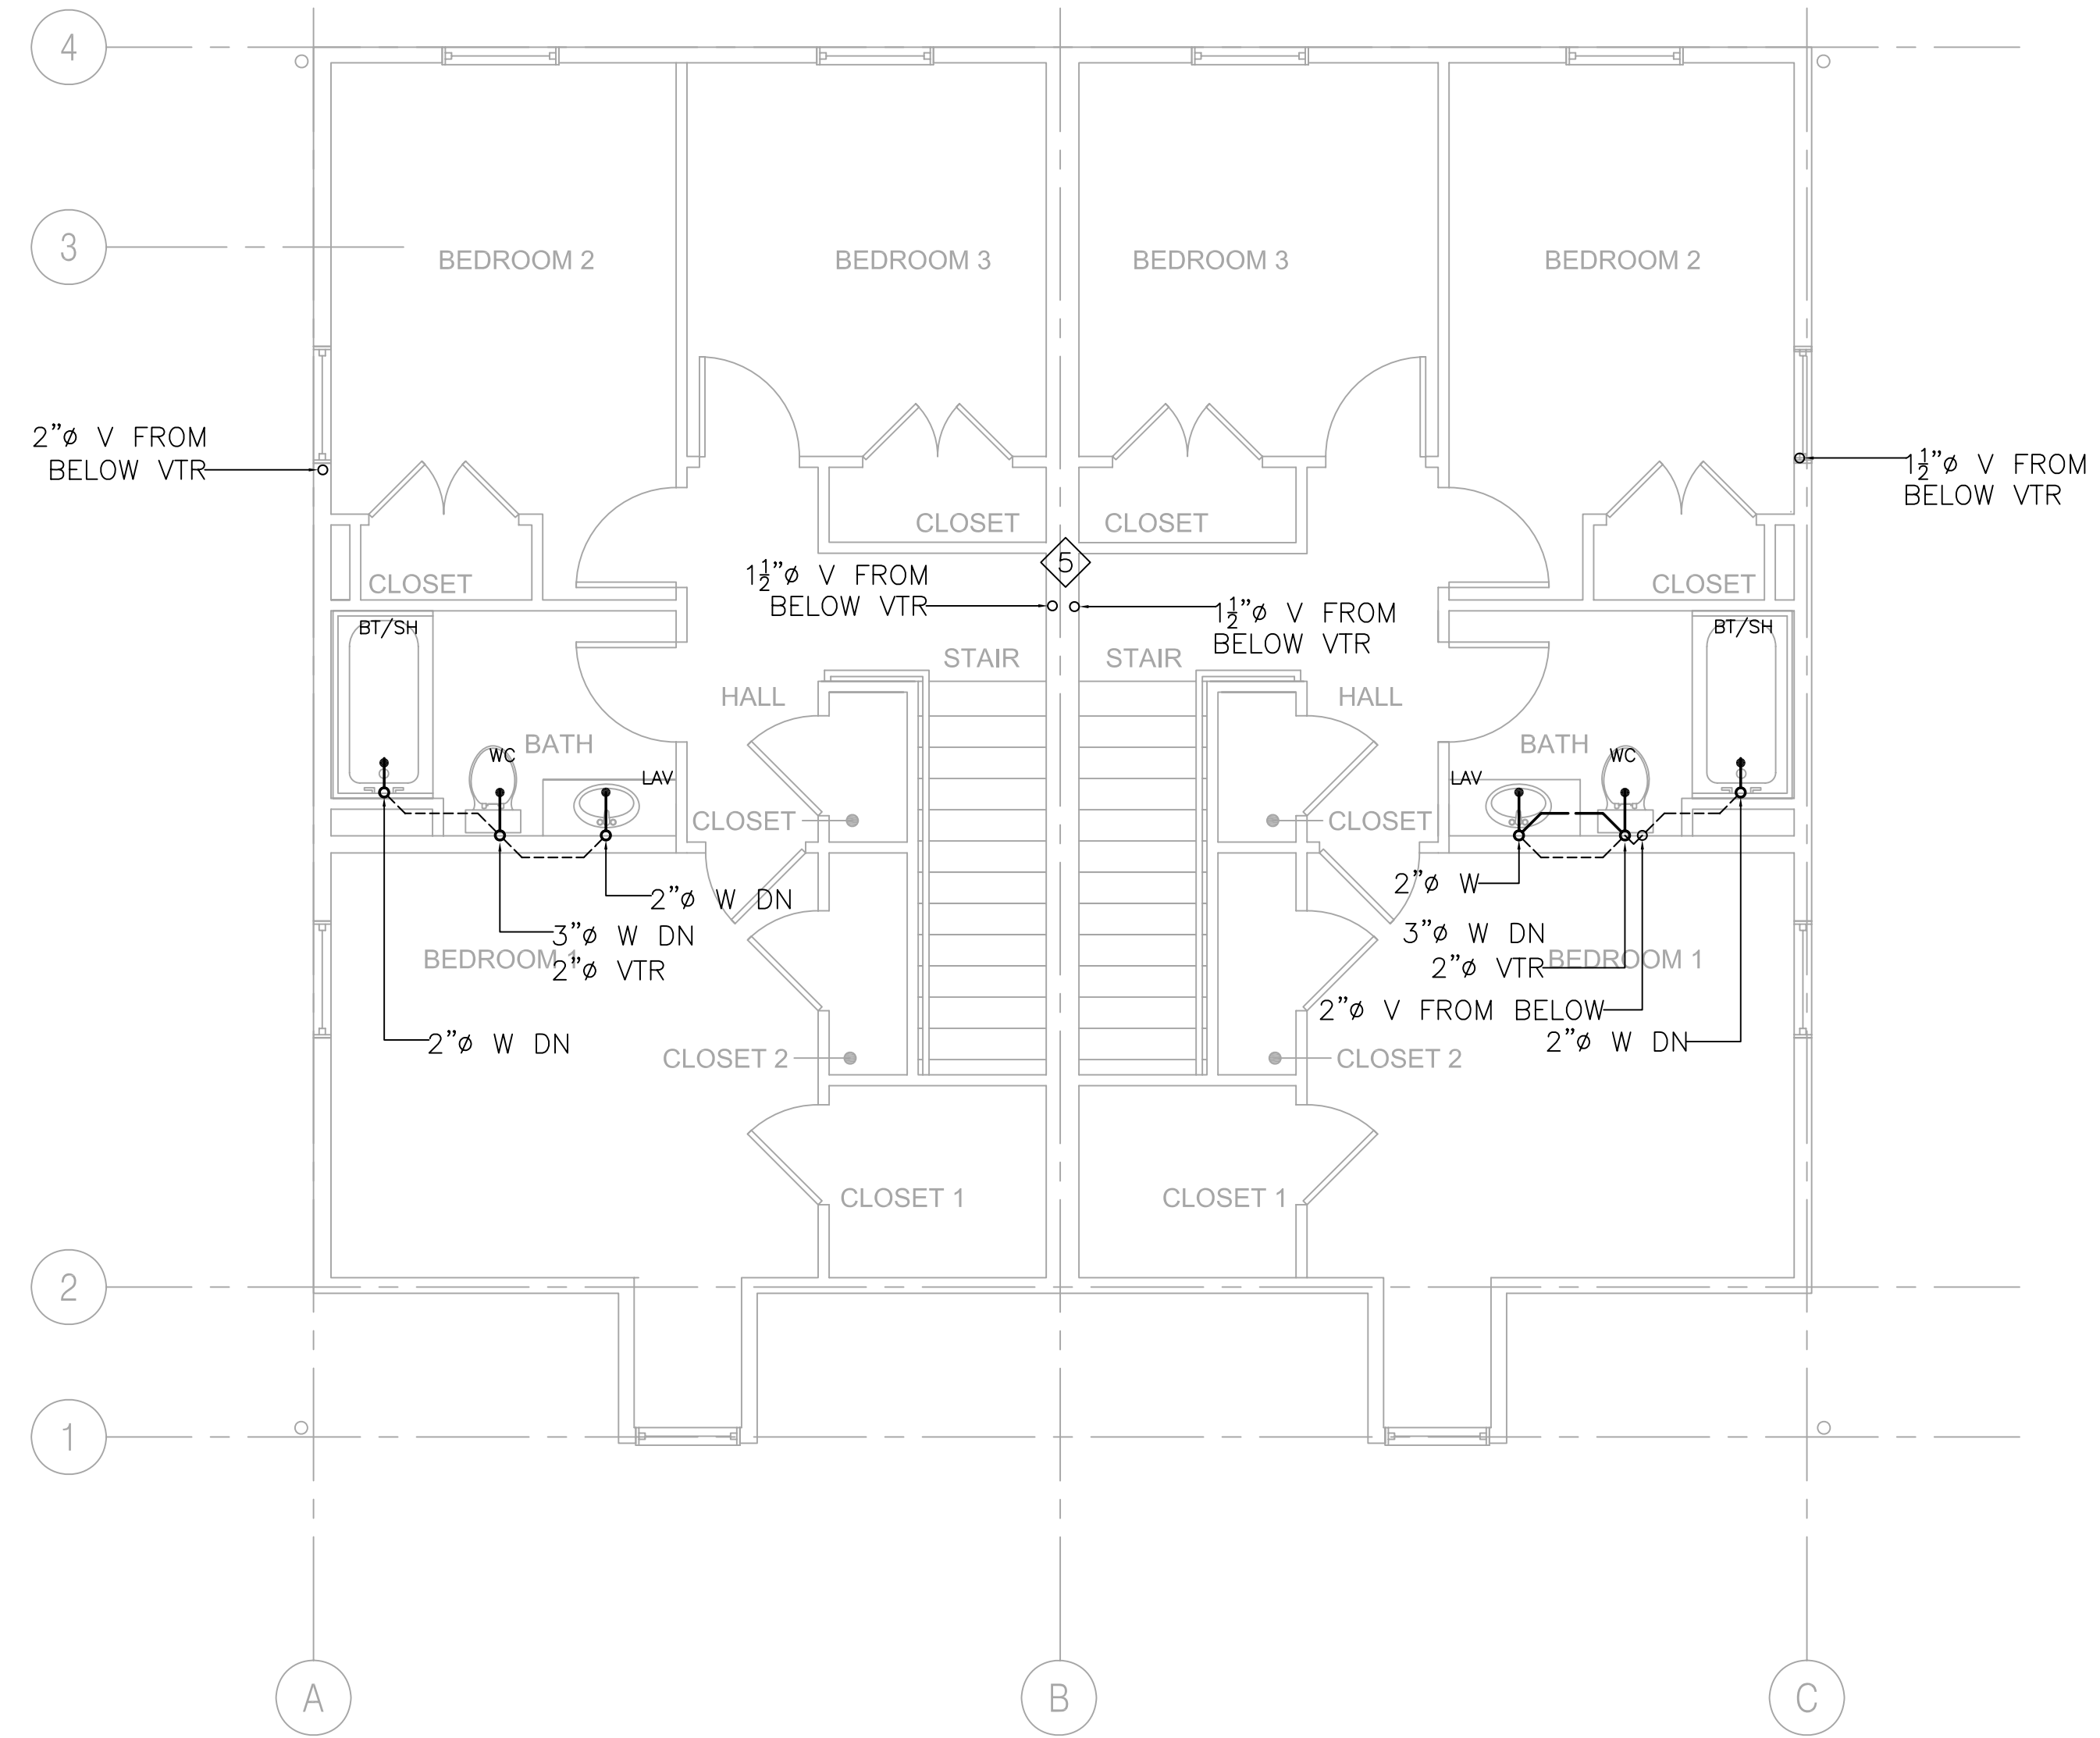 4
3
BEDROOM 2
BEDROOM 3
BEDROOM 3
BEDROOM 2
2"ø V FROM
BELOW VTR
1½"ø V FROM
BELOW VTR
CLOSET
CLOSET
5
1½"ø V FROM
BELOW VTR
1½"ø V FROM
BELOW VTR
CLOSET
CLOSET
BT/SH
BT/SH
STAIR
STAIR
HALL
HALL
BATH
BATH
WC
WC
LAV
LAV
CLOSET
CLOSET
2"ø W DN
2"ø W
3"ø W DN
2"ø VTR
3"ø W DN
2"ø VTR
BEDROOM 1
BEDROOM 1
2"ø V FROM BELOW
2"ø W DN
2"ø W DN
CLOSET 2
CLOSET 2
CLOSET 1
CLOSET 1
2
1
A
B
C